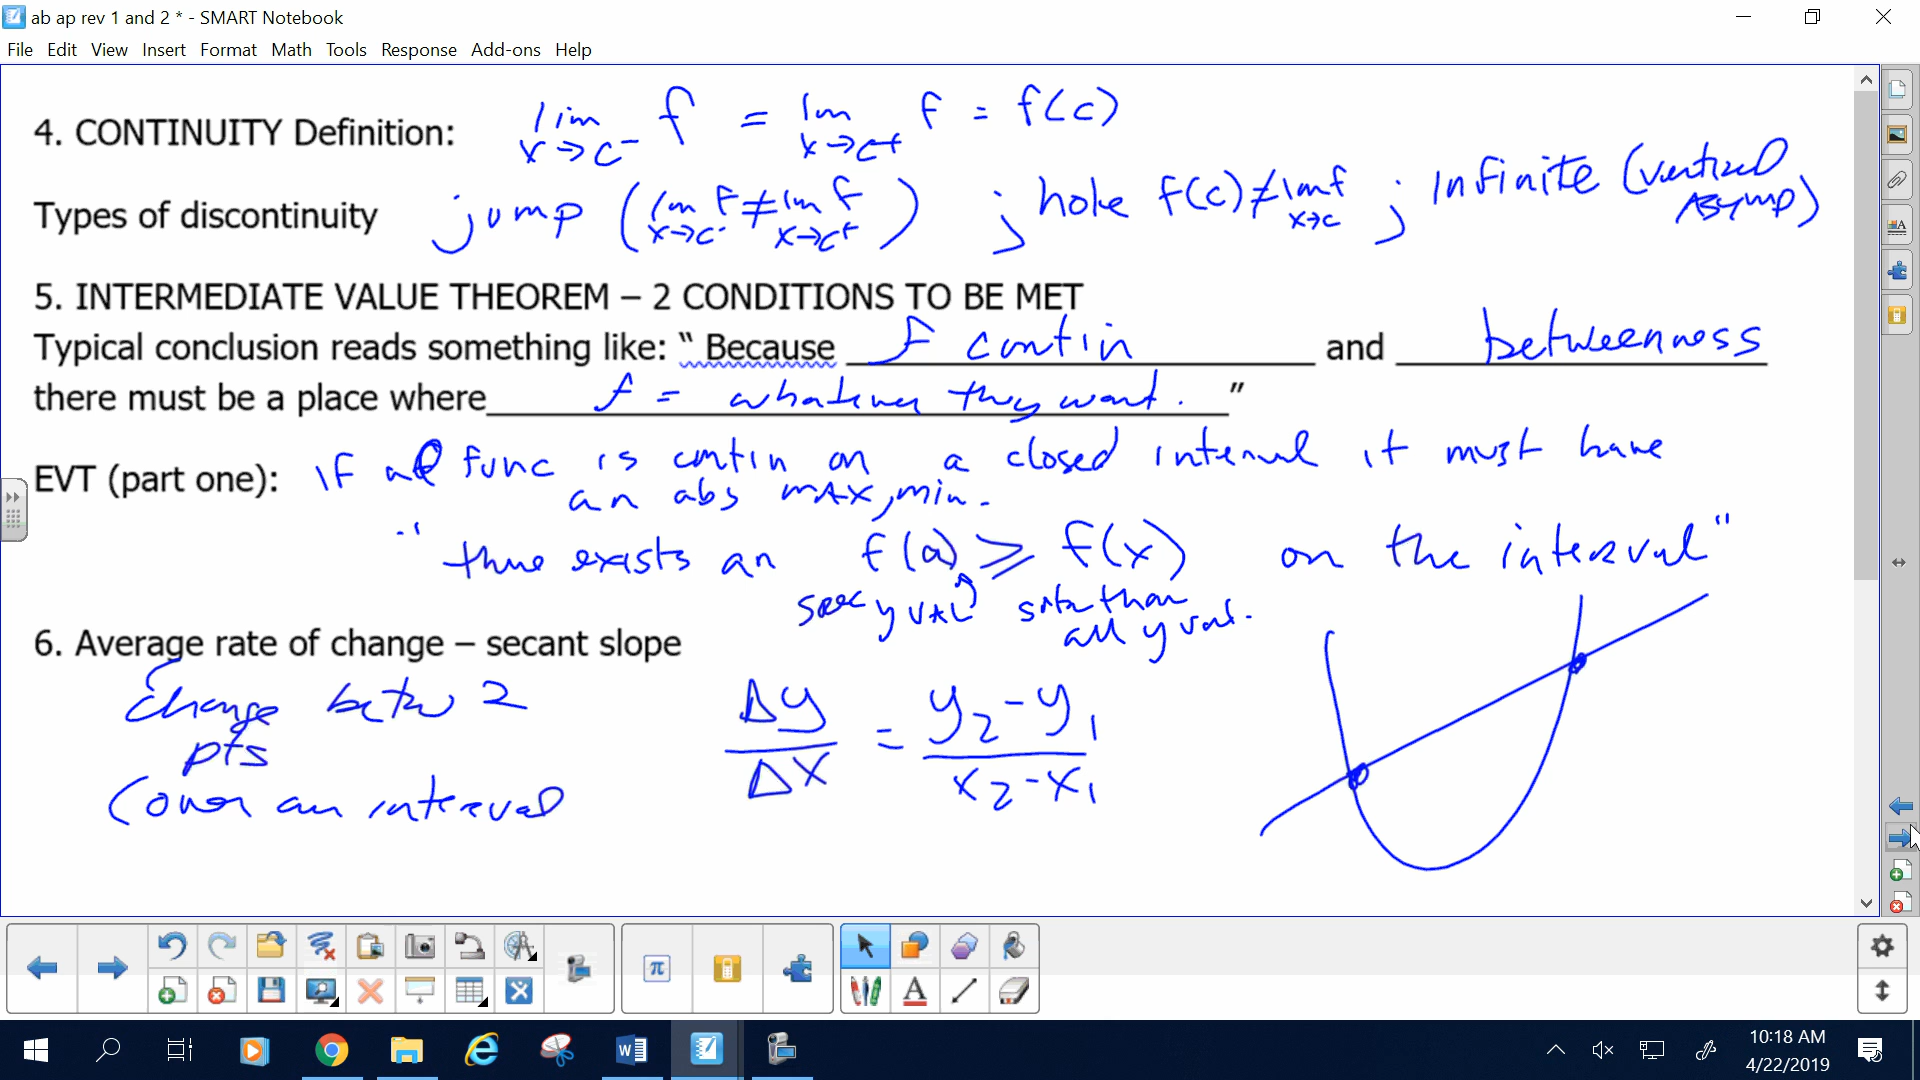 ab ap rev 1 and 2 * - SMART Notebook
File Edit View Insert Format Math Tools Response Add-ons Help
4. CONTINUITY Definition: lim x→c⁻ f = lim x→c+ f = f(c)
Types of discontinuity jump (lim x→c⁻ f ≠ lim x→c+ f) ; hole f(c) ≠ lim x→c f ; infinite (vertical Asymp)
5. INTERMEDIATE VALUE THEOREM – 2 CONDITIONS TO BE MET
Typical conclusion reads something like: “ Because f contin and betweenness
there must be a place where f = whatever they want. ”
EVT (part one): if a func is contin on a closed interval it must have
an abs max, min.
"there exists an f(a) ≥ f(x) on the interval"
y val than
all y val.
6. Average rate of change – secant slope
change betw 2
pts
(over an interval
Δy/Δx = y2-y1/x2-x1
10:18 AM
4/22/2019